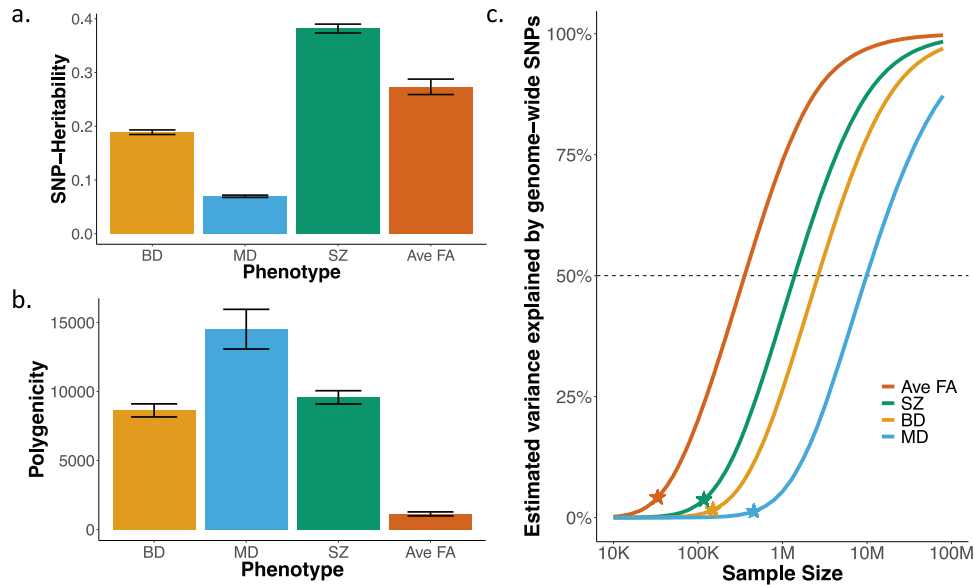 a.
SNP−Heritability
0.4
0.3
0.2
0.1
0.0
BD
MD
SZ
Ave FA
Phenotype
b.
Polygenicity
15000
10000
5000
0
BD
MD
SZ
Ave FA
Phenotype
c.
Estimated variance explained by genome−wide SNPs
100%
75%
50%
25%
0%
Ave FA
SZ
BD
MD
10K
100K
1M
10M
100M
Sample Size